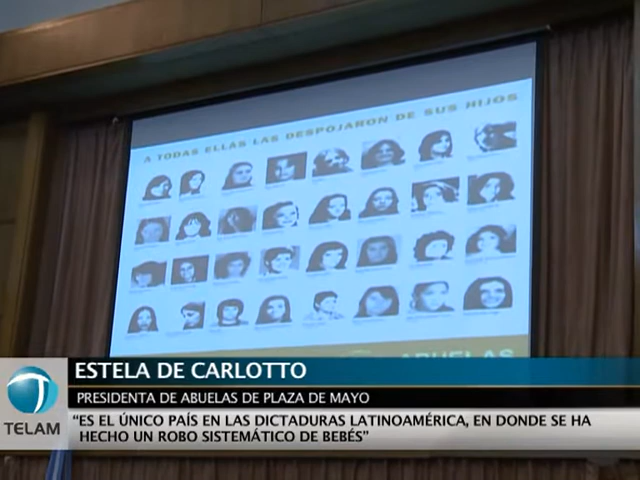 A TODAS ELLAS LAS DESPOJARON DE SUS HIJOS
ABUELAS
ESTELA DE CARLOTTO
PRESIDENTA DE ABUELAS DE PLAZA DE MAYO
TELAM
“ES EL ÚNICO PAÍS EN LAS DICTADURAS LATINOAMÉRICA, EN DONDE SE HA
HECHO UN ROBO SISTEMÁTICO DE BEBÉS”